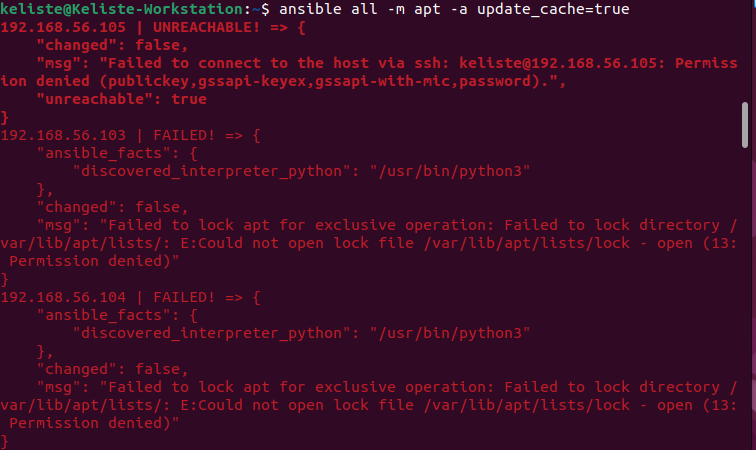 keliste@Keliste-Workstation:~$ ansible all -m apt -a update_cache=true
192.168.56.105 | UNREACHABLE! => {
    "changed": false,
    "msg": "Failed to connect to the host via ssh: keliste@192.168.56.105: Permiss
ion denied (publickey,gssapi-keyex,gssapi-with-mic,password).",
    "unreachable": true
}
192.168.56.103 | FAILED! => {
    "ansible_facts": {
        "discovered_interpreter_python": "/usr/bin/python3"
    },
    "changed": false,
    "msg": "Failed to lock apt for exclusive operation: Failed to lock directory /
var/lib/apt/lists/: E:Could not open lock file /var/lib/apt/lists/lock - open (13:
 Permission denied)"
}
192.168.56.104 | FAILED! => {
    "ansible_facts": {
        "discovered_interpreter_python": "/usr/bin/python3"
    },
    "changed": false,
    "msg": "Failed to lock apt for exclusive operation: Failed to lock directory /
var/lib/apt/lists/: E:Could not open lock file /var/lib/apt/lists/lock - open (13:
 Permission denied)"
}